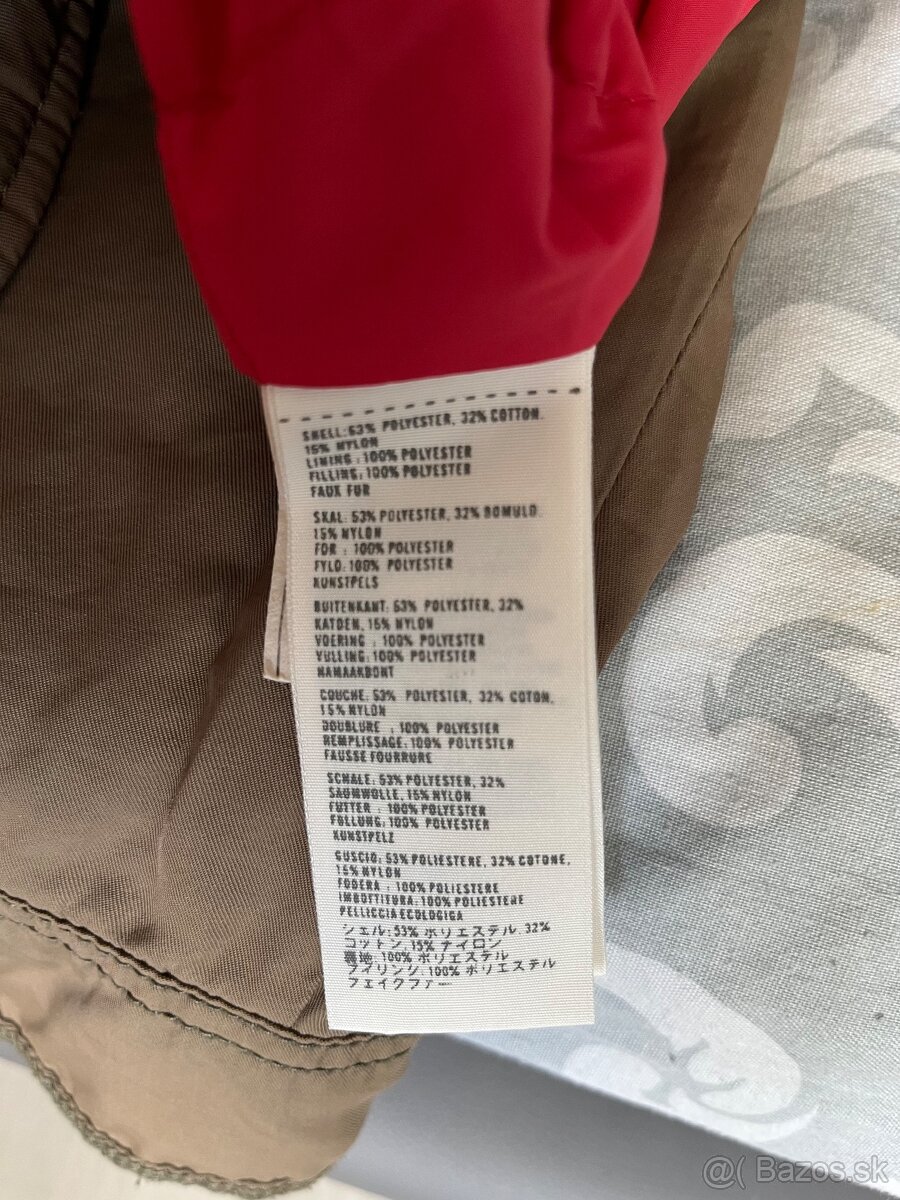 SHELL: 53% POLYESTER, 32% COTTON,
15% NYLON
LINING : 100% POLYESTER
FILLING: 100% POLYESTER
FAUX FUR
SKAL: 53% POLYESTER, 32% BOMULD.
15% NYLON
FOR : 100% POLYESTER
FYLD: 100% POLYESTER
KUNSTPELS
BUITENKANT: 53% POLYESTER, 32%
KATOEN, 15% NYLON
VOERING : 100% POLYESTER
VULLING: 100% POLYESTER
NAMAAKBONT
COUCHE: 53% POLYESTER, 32% COTON,
15% NYLON
DOUBLURE : 100% POLYESTER
REMPLISSAGE: 100% POLYESTER
FAUSSE FOURRURE
SCHALE: 53% POLYESTER, 32%
BAUMWOLLE, 15% NYLON
FUTTER : 100% POLYESTER
FULLUNG: 100% POLYESTER
KUNSTPELZ
GUSCIO: 53% POLIESTERE, 32% COTONE,
15% NYLON
FODERA : 100% POLIESTERE
IMBOTTITURA: 100% POLIESTERE
PELLICCIA ECOLOGICA
シェル: 53% ポリエステル, 32%
コットン, 15% ナイロン
裏地: 100% ポリエステル
フィリング: 100% ポリエステル
フェイクファー
@( Bazos.sk